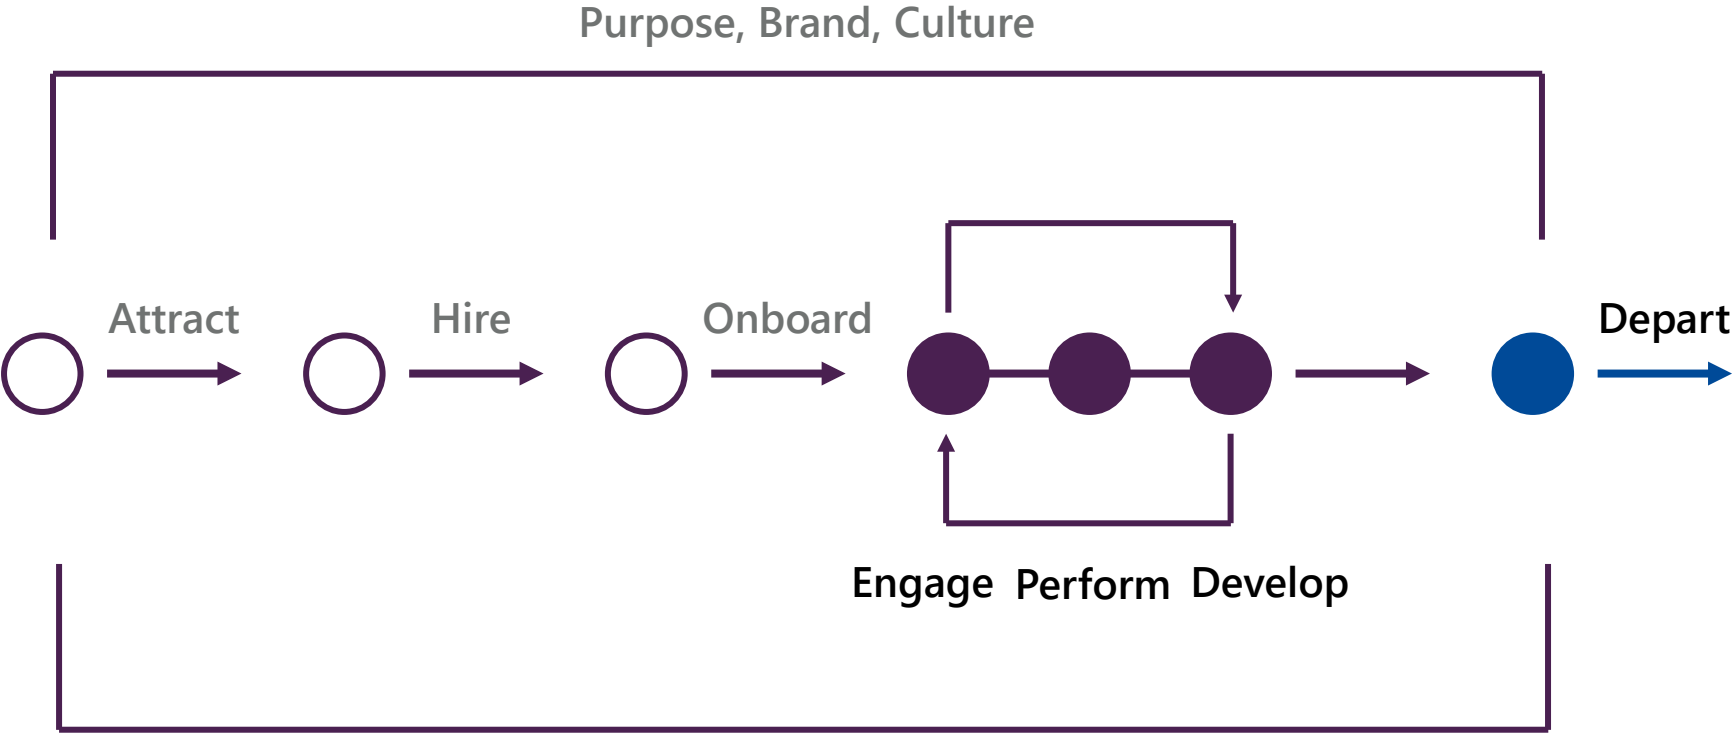 Purpose, Brand, Culture
Attract
Hire
Onboard
Depart
Engage Perform Develop